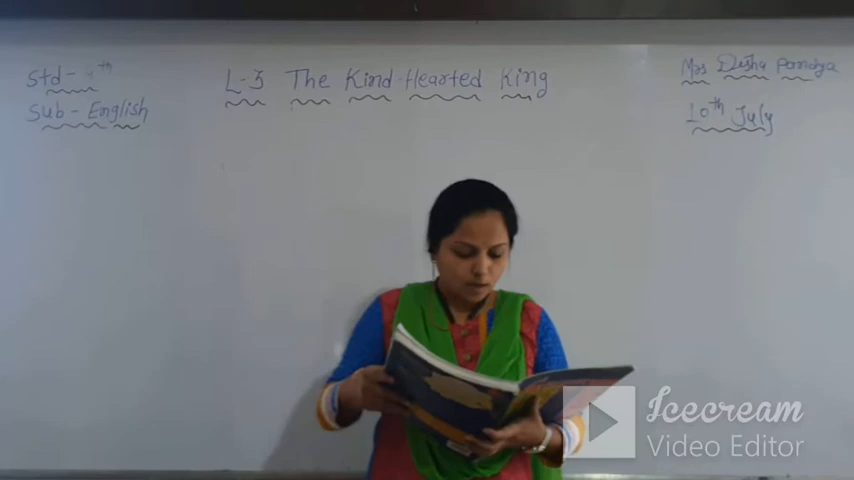 Std - 4th
Sub - English
L-3 The Kind-Hearted King
Mrs Disha Pandya
10th July
Icecream
Video Editor